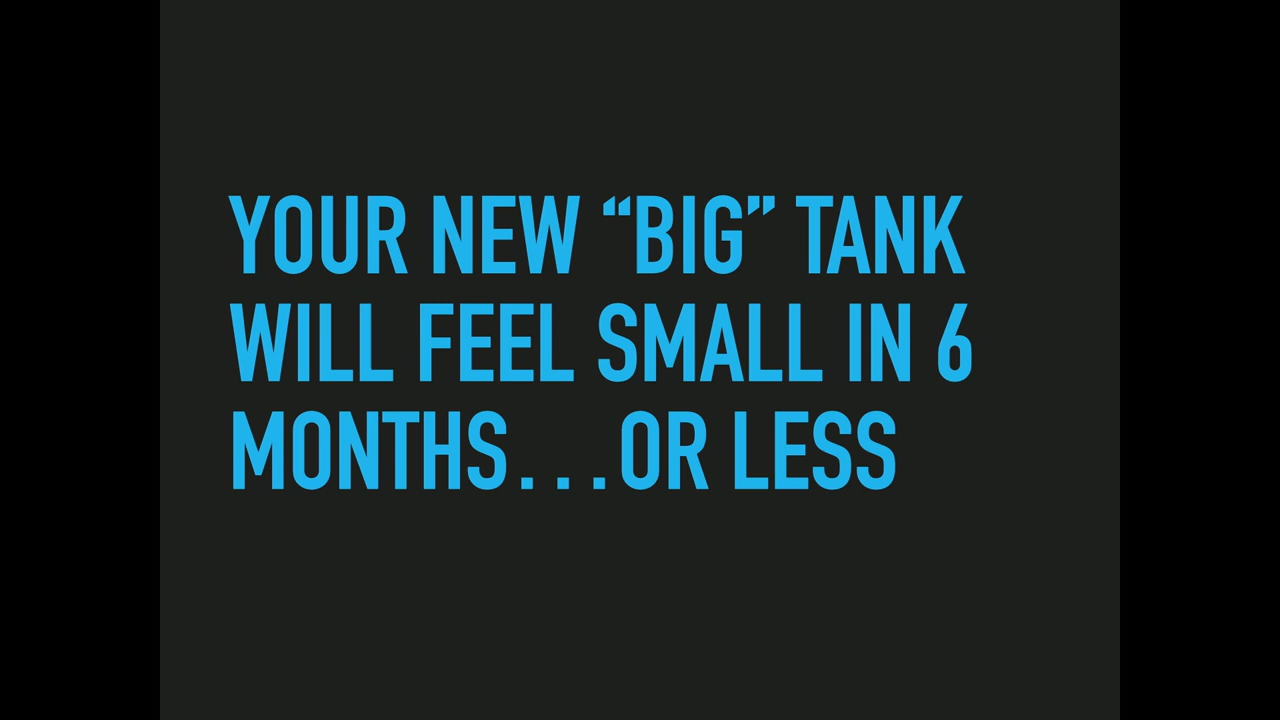 YOUR NEW “BIG” TANK
WILL FEEL SMALL IN 6
MONTHS...OR LESS